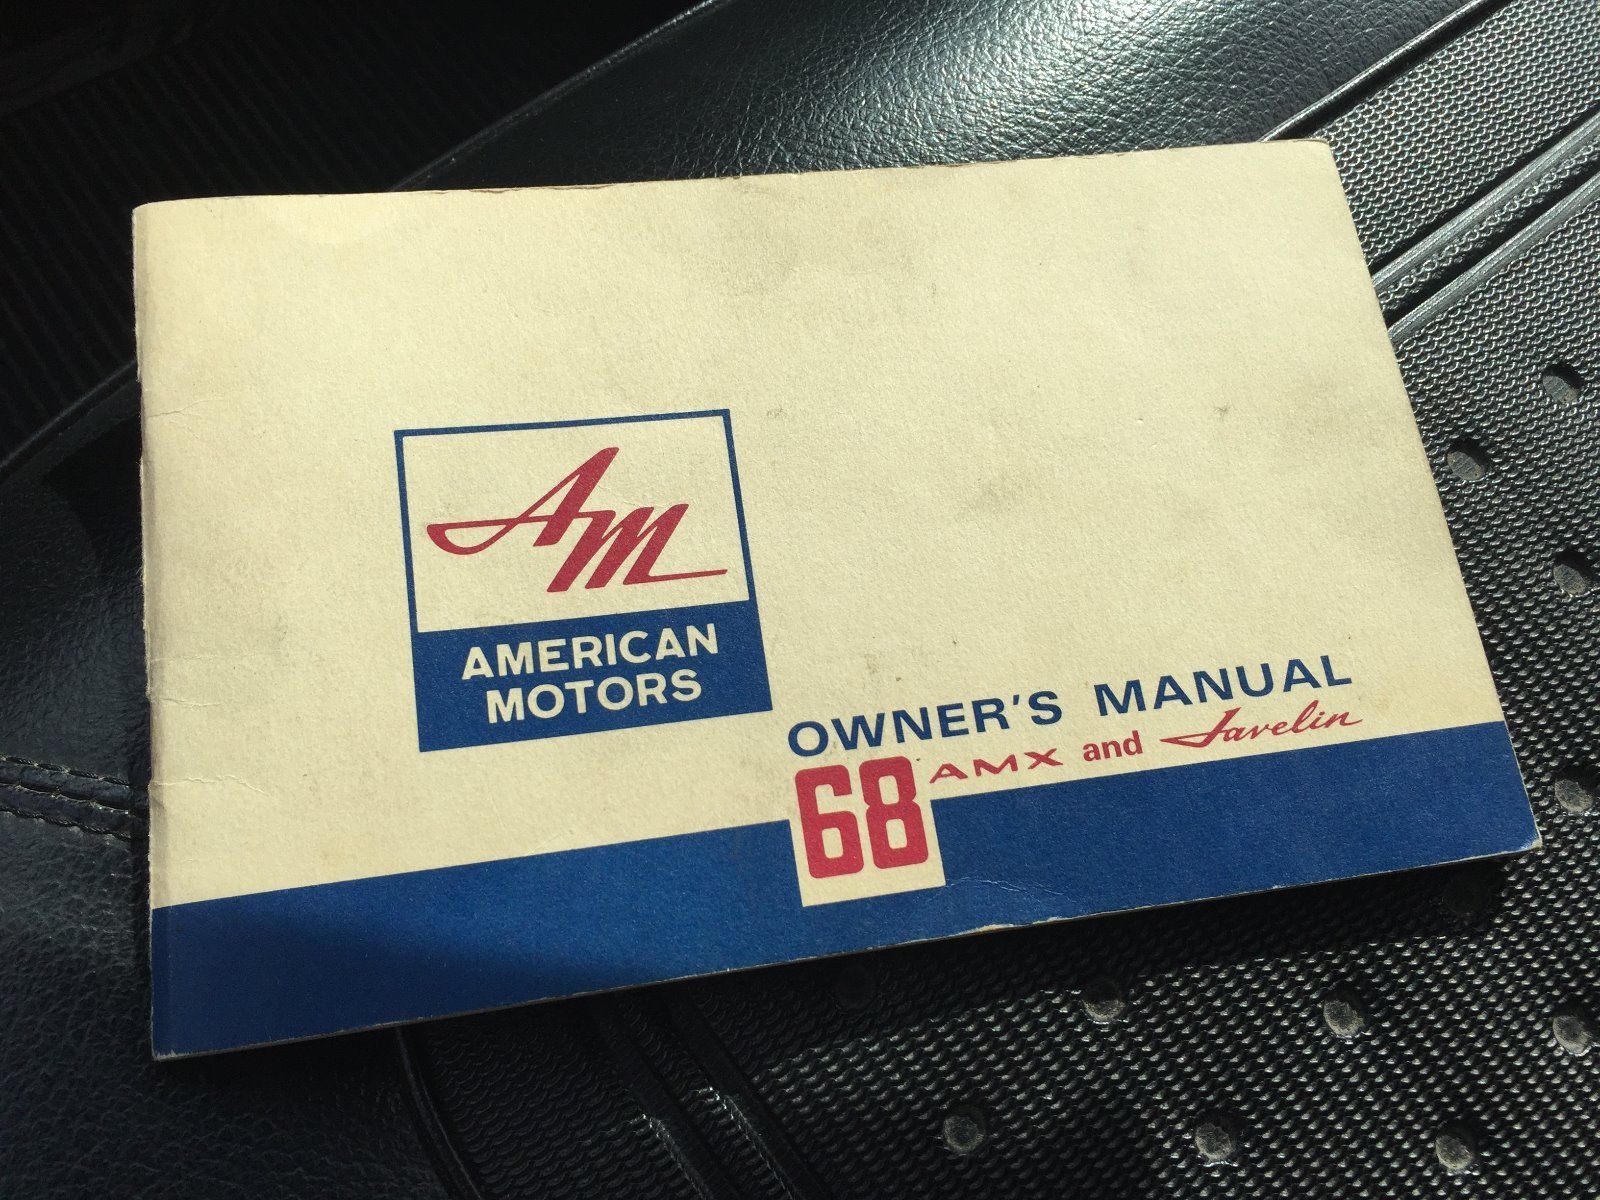 AM
AMERICAN
MOTORS
OWNER'S MANUAL
68 AMX and Javelin